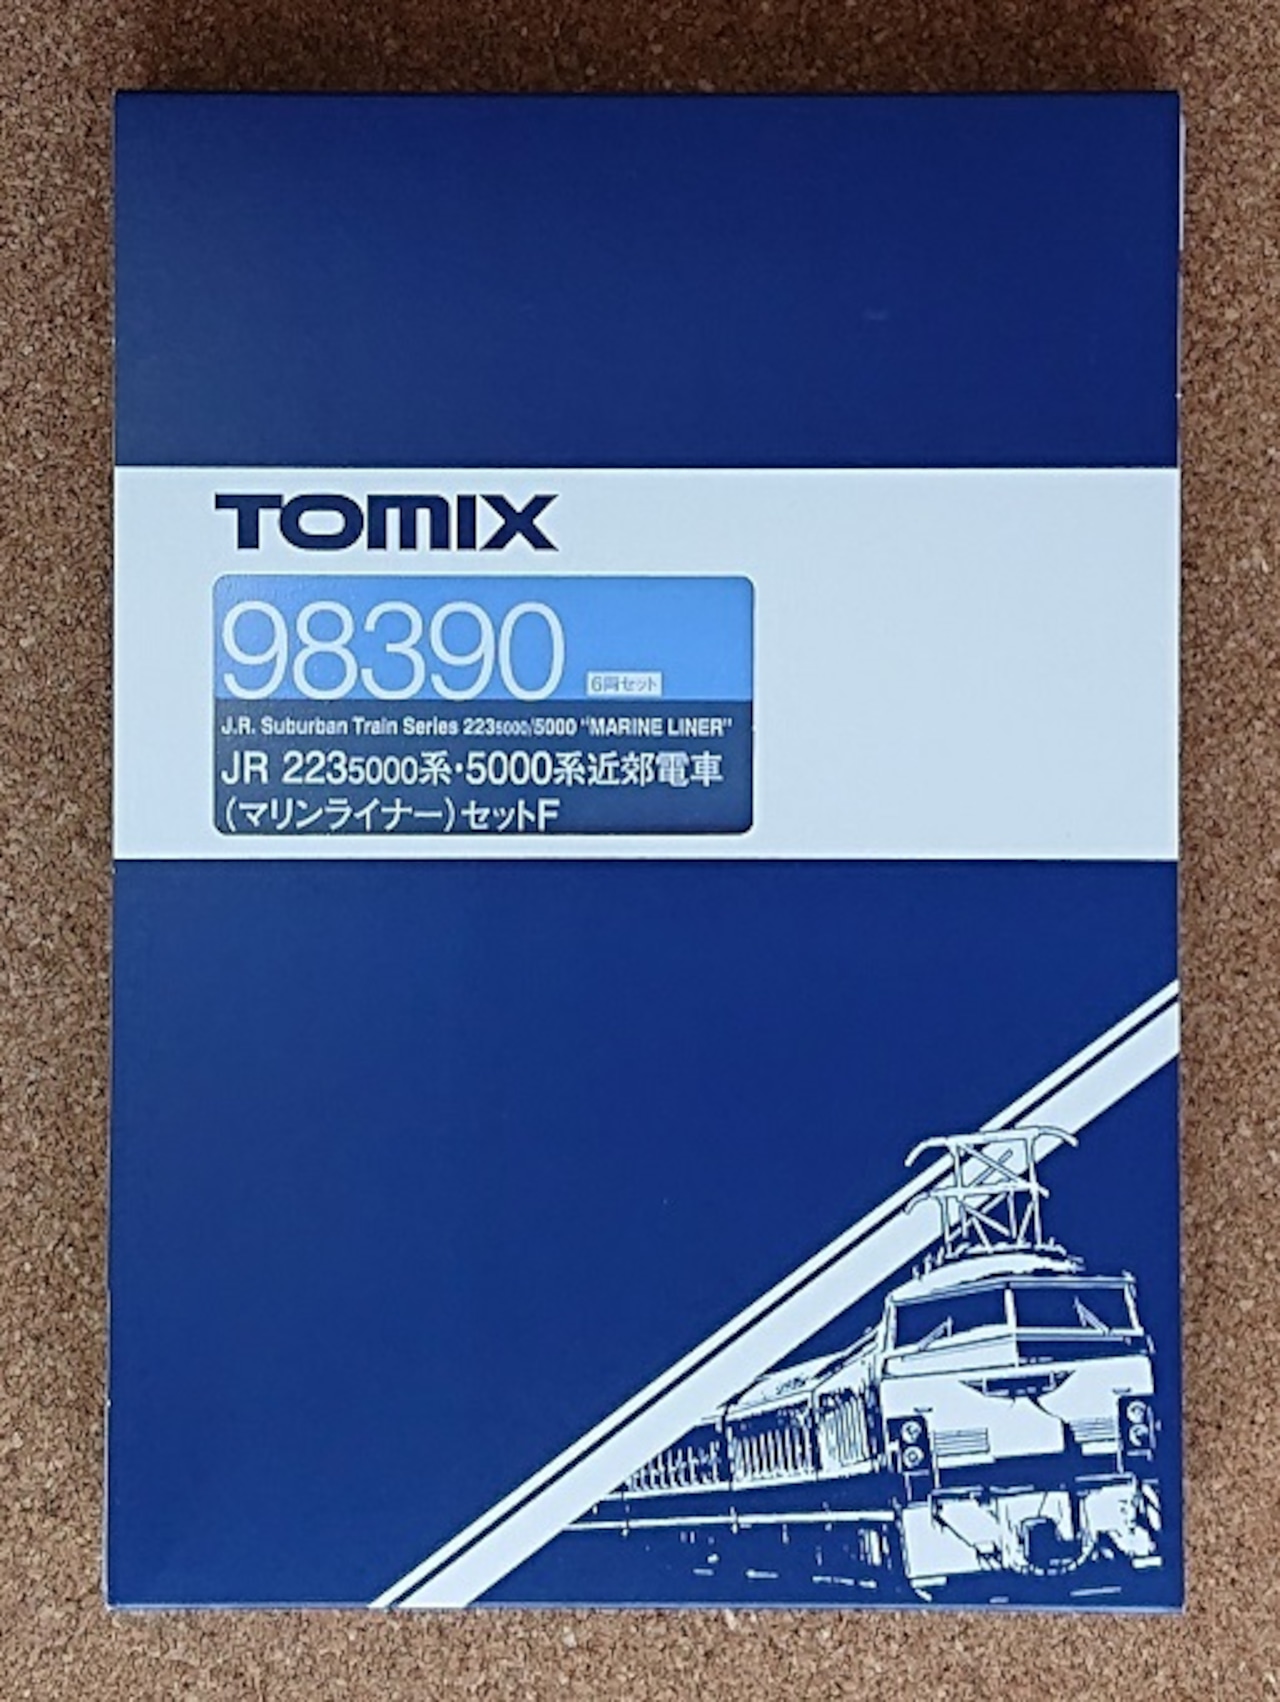 TOMIX
98390 6両セット
J.R. Suburban Train Series 2235000/5000 "MARINE LINER"
JR 2235000系・5000系近郊電車
(マリンライナー)セットF